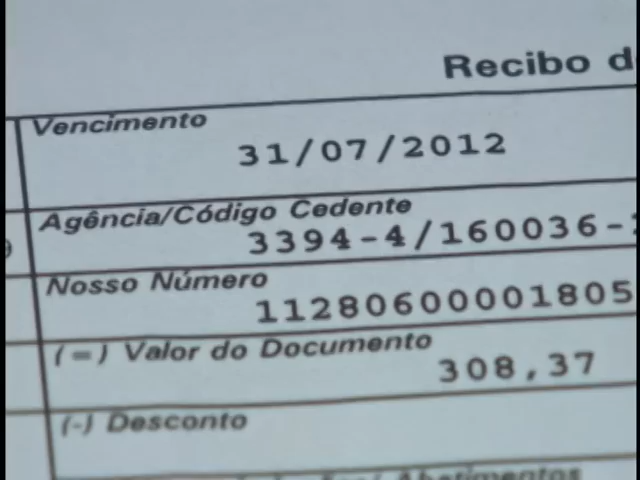 Recibo d
Vencimento
31/07/2012
Agência/Código Cedente
3394-4/160036-
Nosso Número
11280600001805
(=) Valor do Documento
308,37
(-) Desconto
Abatimentos